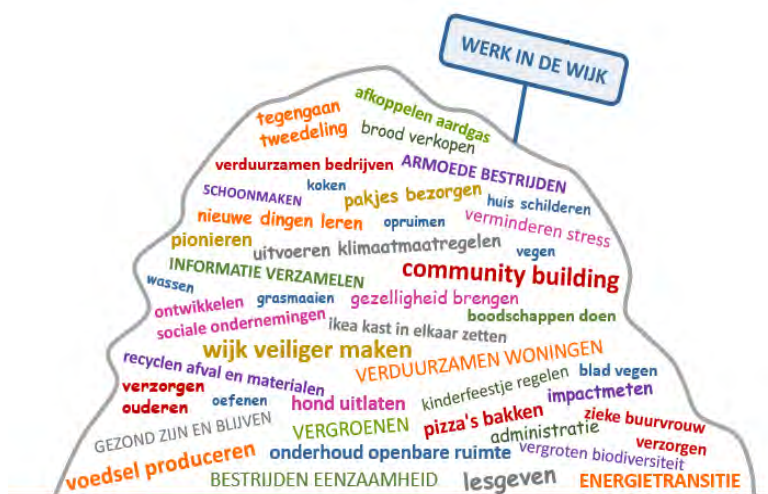 WERK IN DE WIJK
tegengaan
tweedeling
afkoppelen aardgas
brood verkopen
verduurzamen bedrijven
ARMOEDE BESTRIJDEN
koken
SCHOONMAKEN
pakjes bezorgen
huis schilderen
nieuwe dingen leren
opruimen
verminderen stress
pionieren
uitvoeren klimaatmaatregelen
vegen
INFORMATIE VERZAMELEN
community building
wassen
ontwikkelen
sociale ondernemingen
grasmaaien
gezelligheid brengen
boodschappen doen
ikea kast in elkaar zetten
wijk veiliger maken
VERDUURZAMEN WONINGEN
recyclen afval en materialen
blad vegen
verzorgen
ouderen
oefenen
hond uitlaten
kinderfeestje regelen
impactmeten
GEZOND ZIJN EN BLIJVEN
VERGROENEN
pizza's bakken
administratie
zieke buurvrouw
verzorgen
voedsel produceren
onderhoud openbare ruimte
vergroten biodiversiteit
BESTRIJDEN EENZAAMHEID
lesgeven
ENERGIETRANSITIE